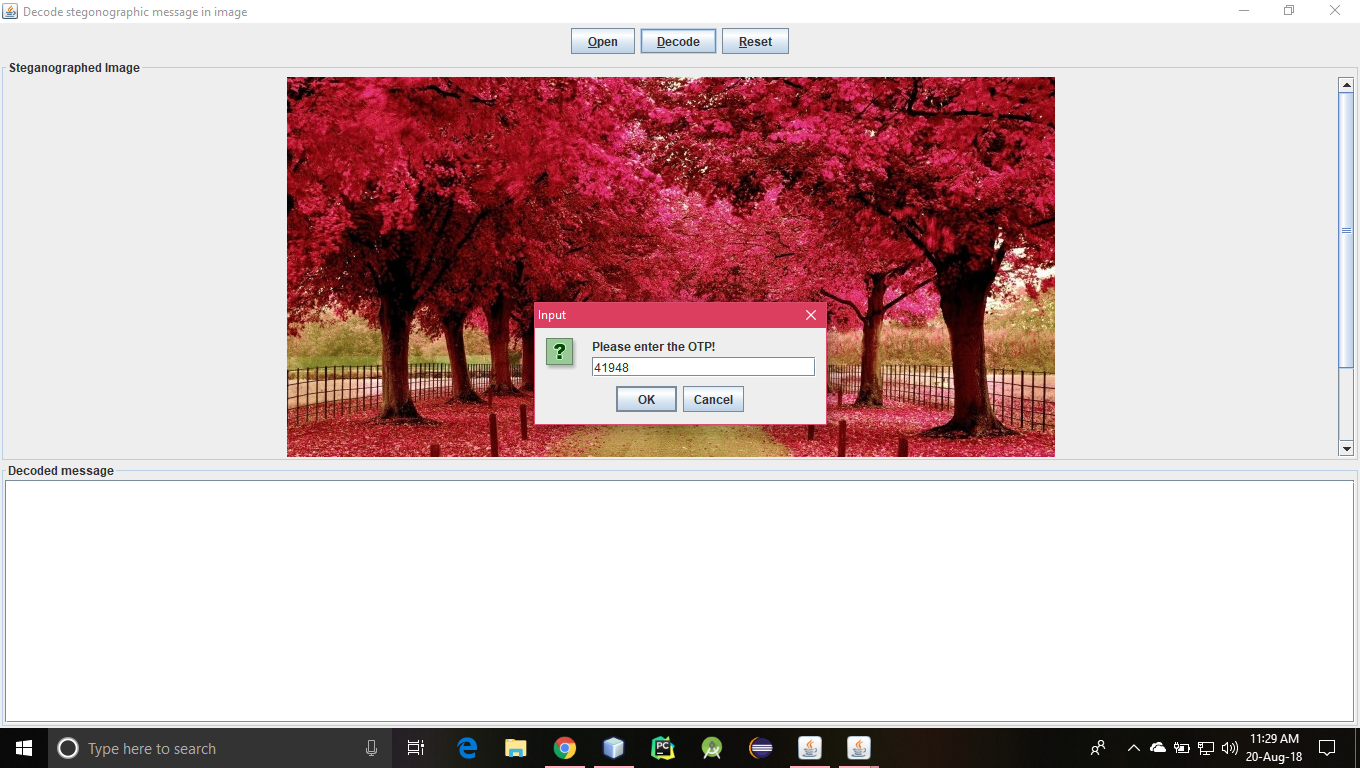 Decode stegonographic message in image
Open Decode Reset
Steganographed Image
Input
?
Please enter the OTP!
41948
OK Cancel
Decoded message
Type here to search
PC
11:29 AM
20-Aug-18